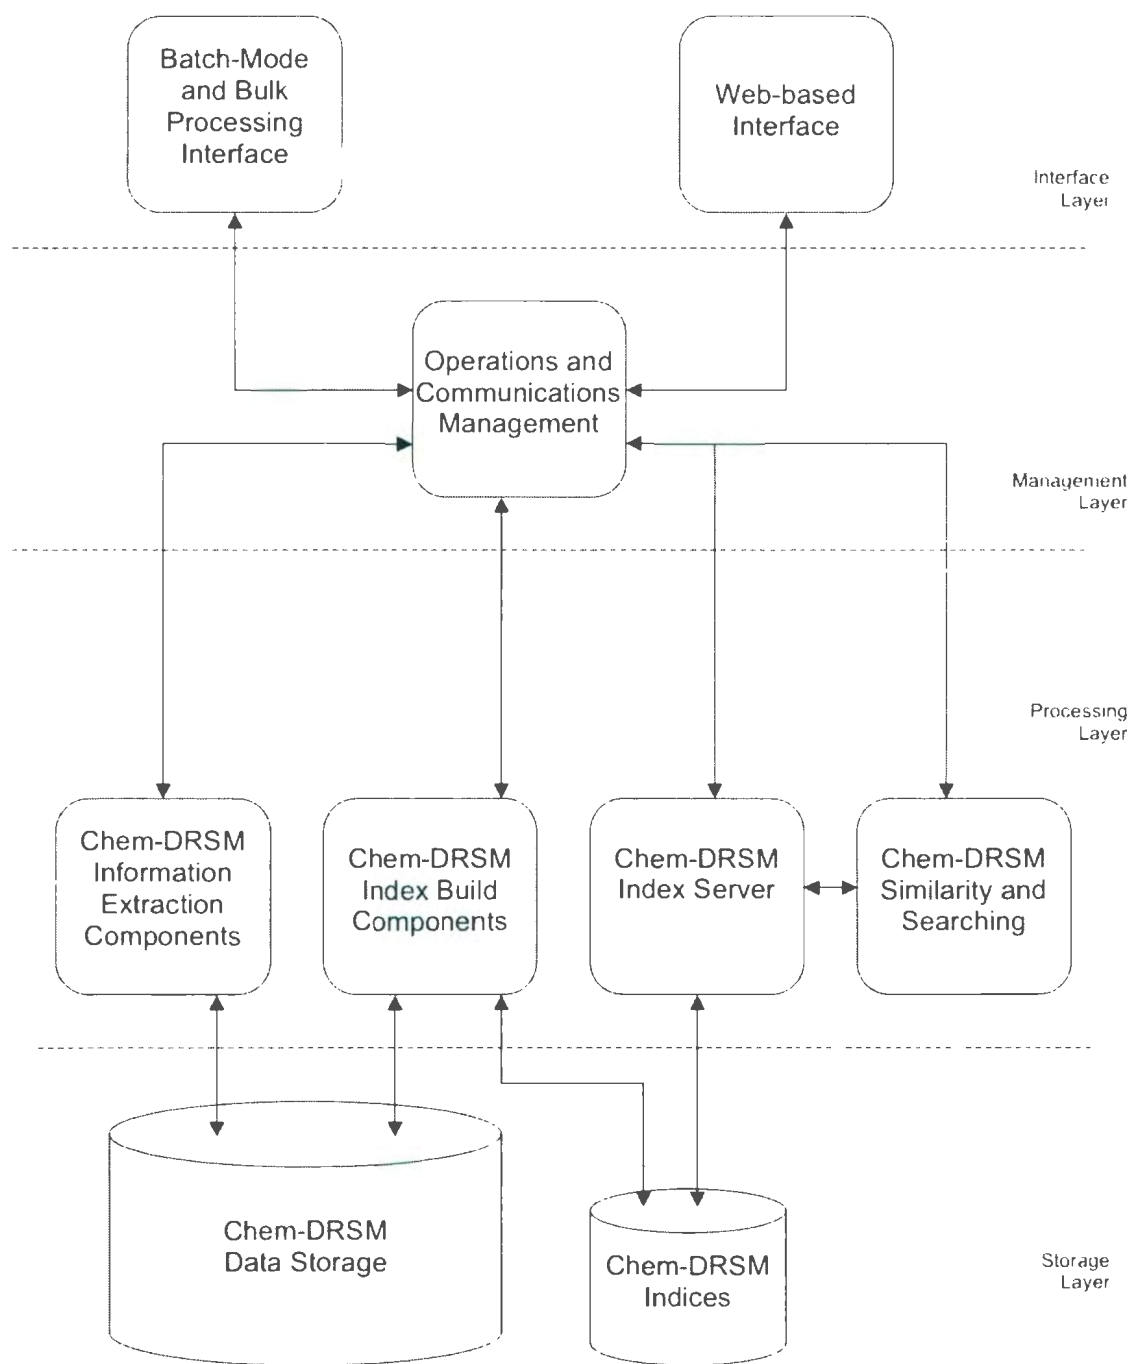 Batch-Mode
and Bulk
Processing
Interface
Web-based
Interface
Interface
Layer
Operations and
Communications
Management
Management
Layer
Processing
Layer
Chem-DRSM
Information
Extraction
Components
Chem-DRSM
Index Build
Components
Chem-DRSM
Index Server
Chem-DRSM
Similarity and
Searching
Chem-DRSM
Data Storage
Chem-DRSM
Indices
Storage
Layer